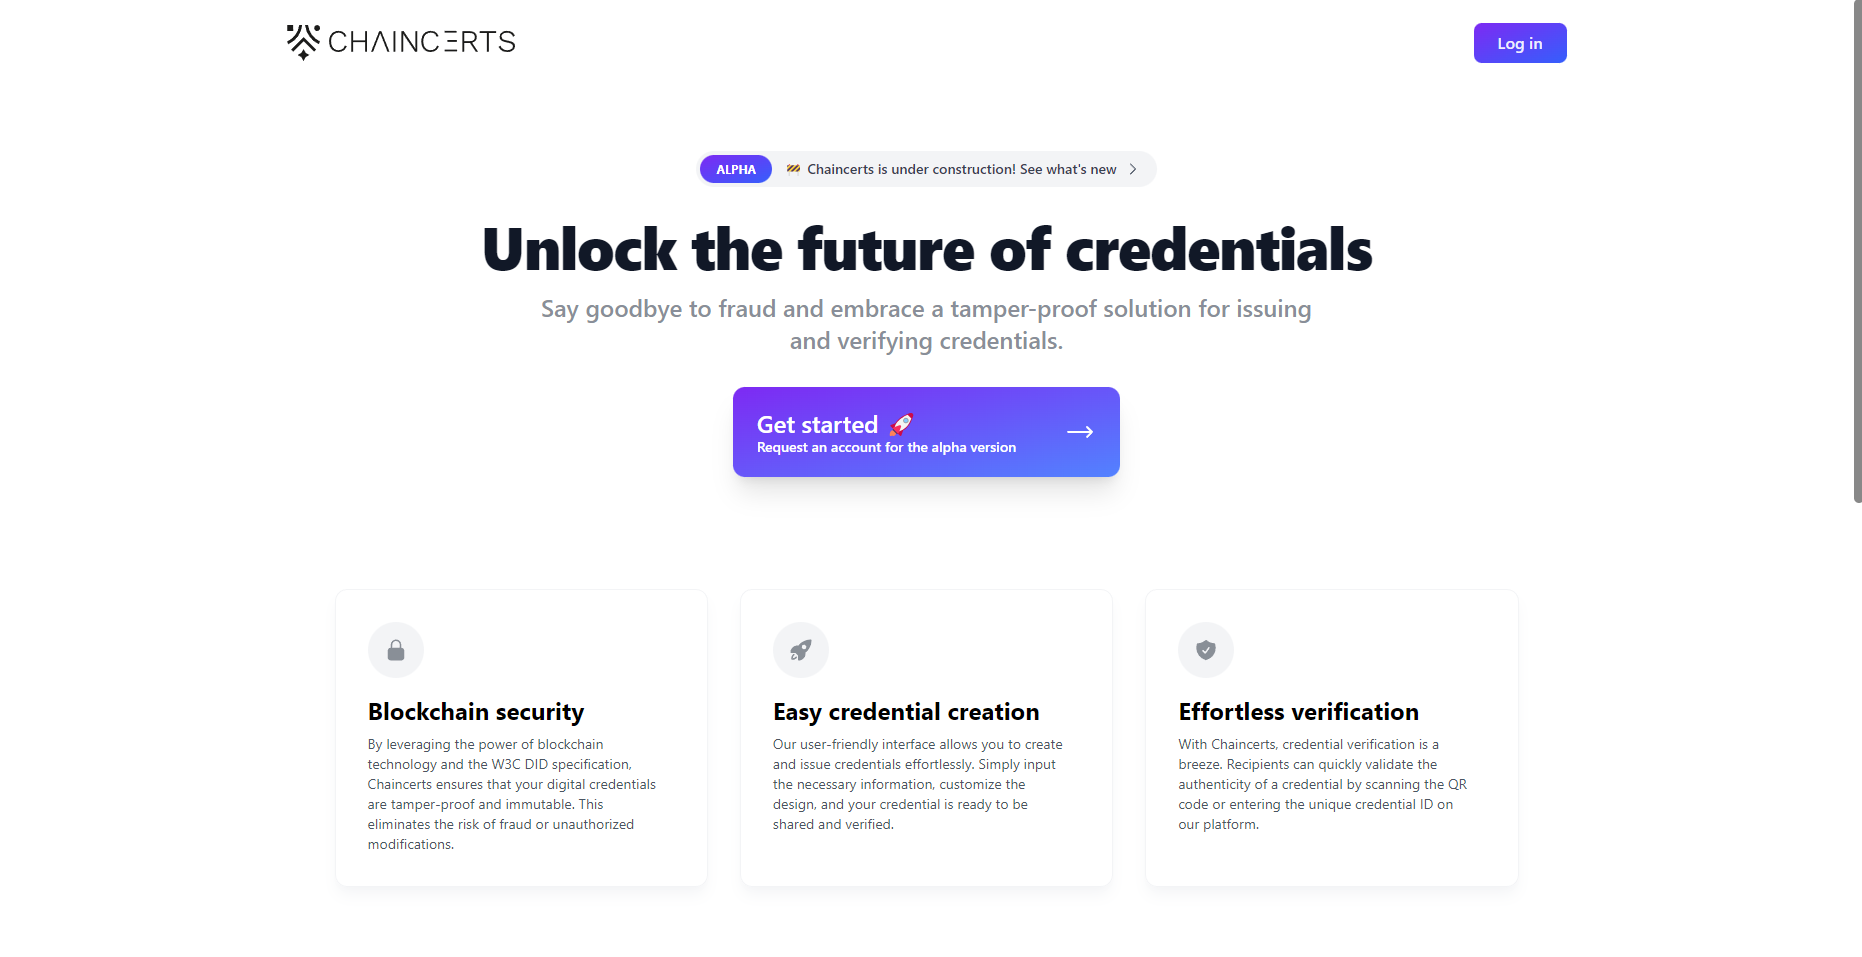 CHAINCERTS
Log in
ALPHA 🚧 Chaincerts is under construction! See what's new
Unlock the future of credentials
Say goodbye to fraud and embrace a tamper-proof solution for issuing
and verifying credentials.
Get started 🚀
Request an account for the alpha version
Blockchain security
By leveraging the power of blockchain
technology and the W3C DID specification,
Chaincerts ensures that your digital credentials
are tamper-proof and immutable. This
eliminates the risk of fraud or unauthorized
modifications.
Easy credential creation
Our user-friendly interface allows you to create
and issue credentials effortlessly. Simply input
the necessary information, customize the
design, and your credential is ready to be
shared and verified.
Effortless verification
With Chaincerts, credential verification is a
breeze. Recipients can quickly validate the
authenticity of a credential by scanning the QR
code or entering the unique credential ID on
our platform.